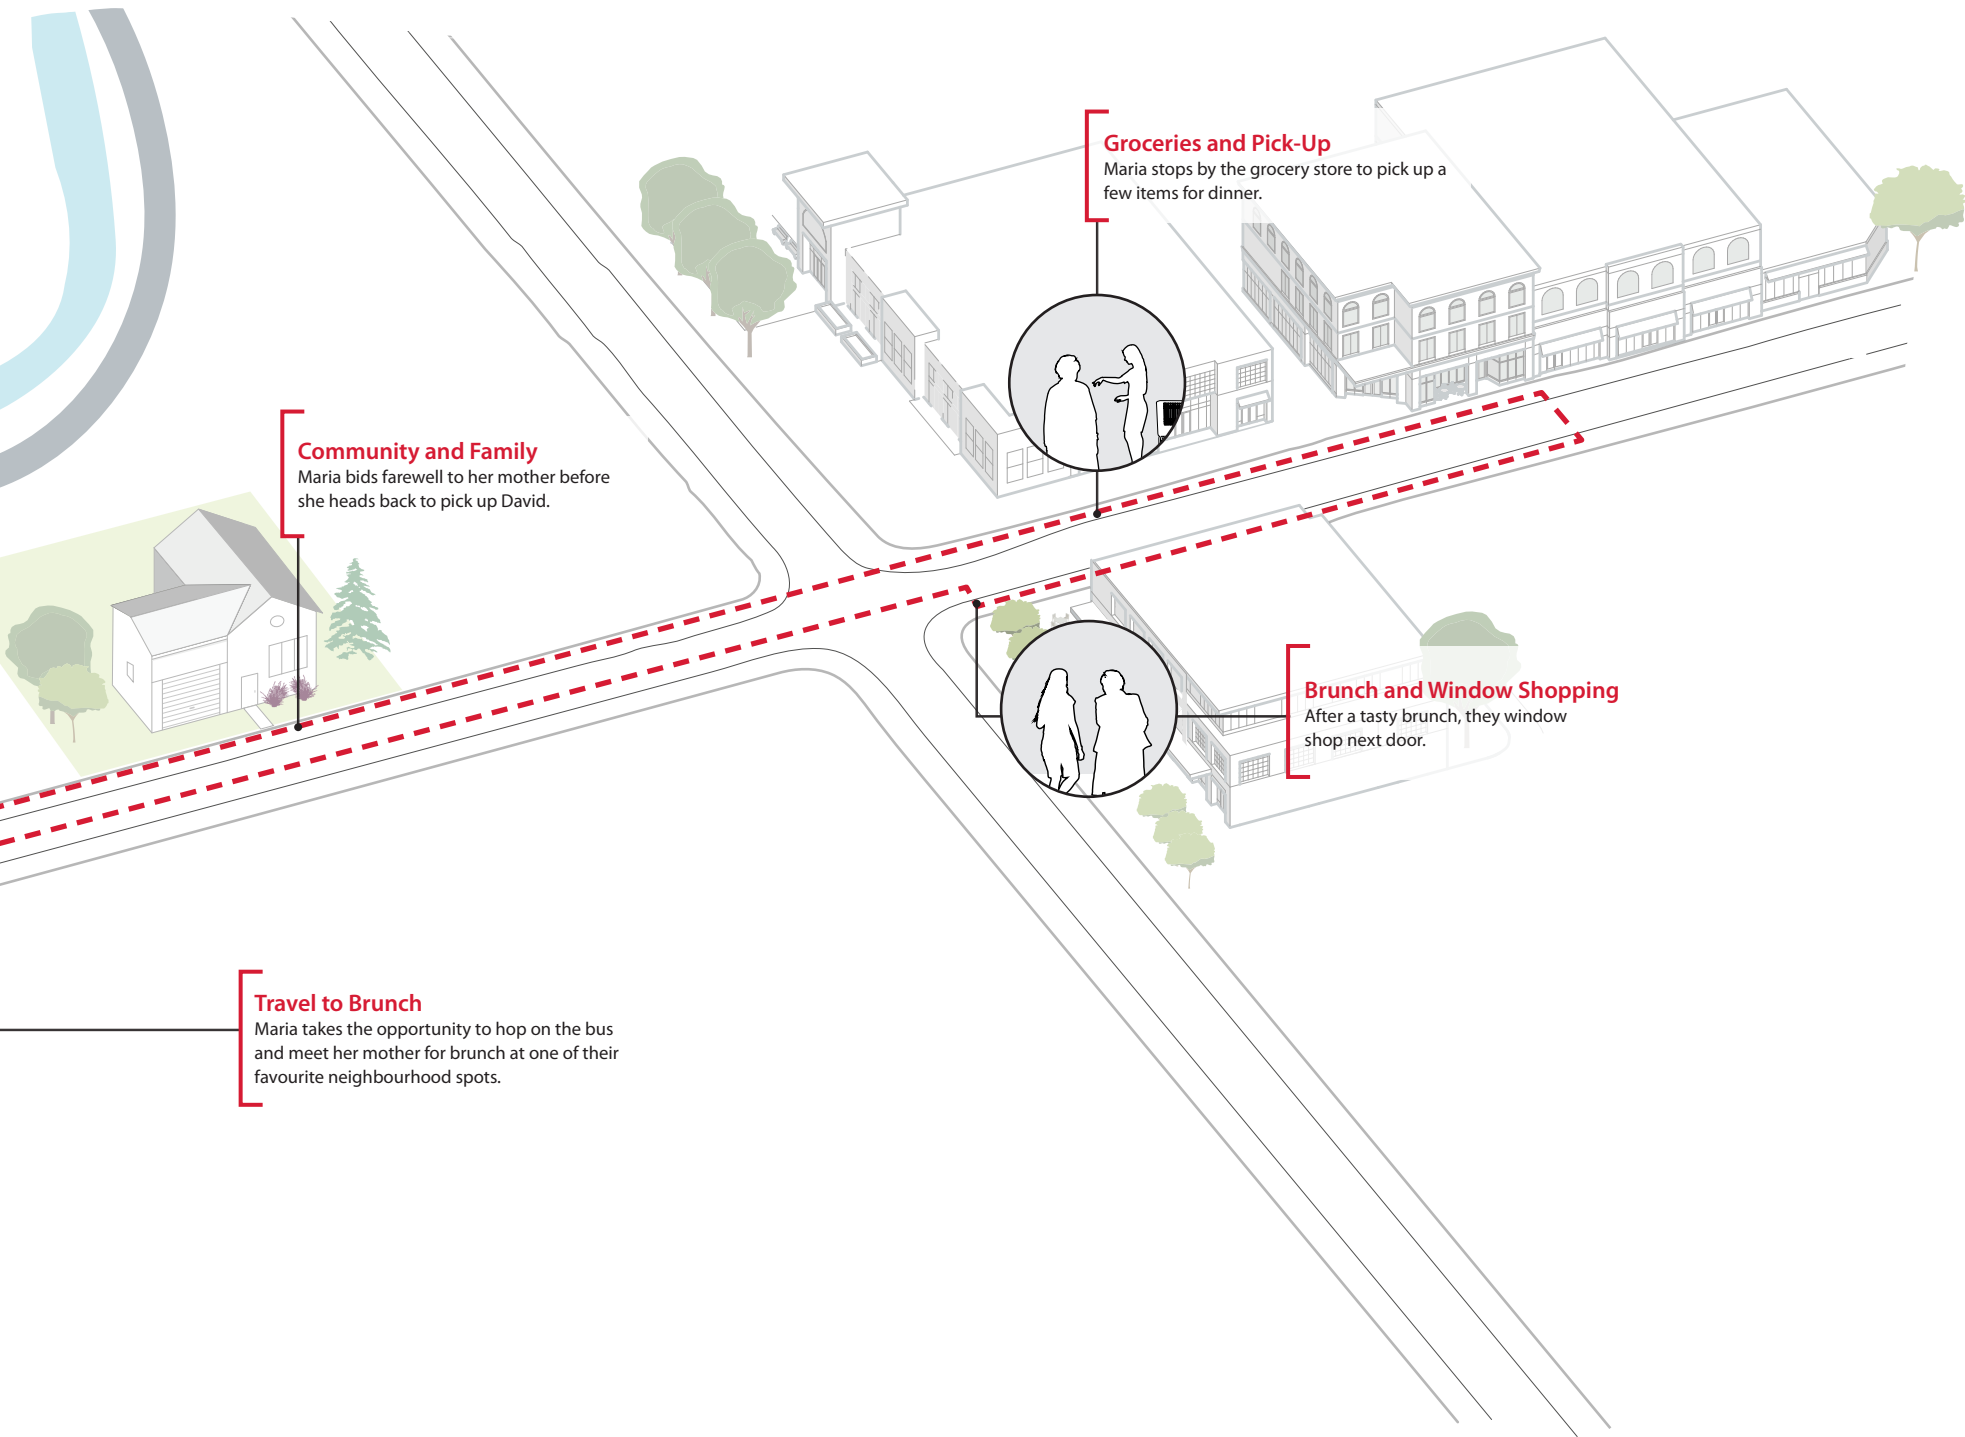 Groceries and Pick-Up
Maria stops by the grocery store to pick up a
few items for dinner.
Community and Family
Maria bids farewell to her mother before
she heads back to pick up David.
Brunch and Window Shopping
After a tasty brunch, they window
shop next door.
Travel to Brunch
Maria takes the opportunity to hop on the bus
and meet her mother for brunch at one of their
favourite neighbourhood spots.